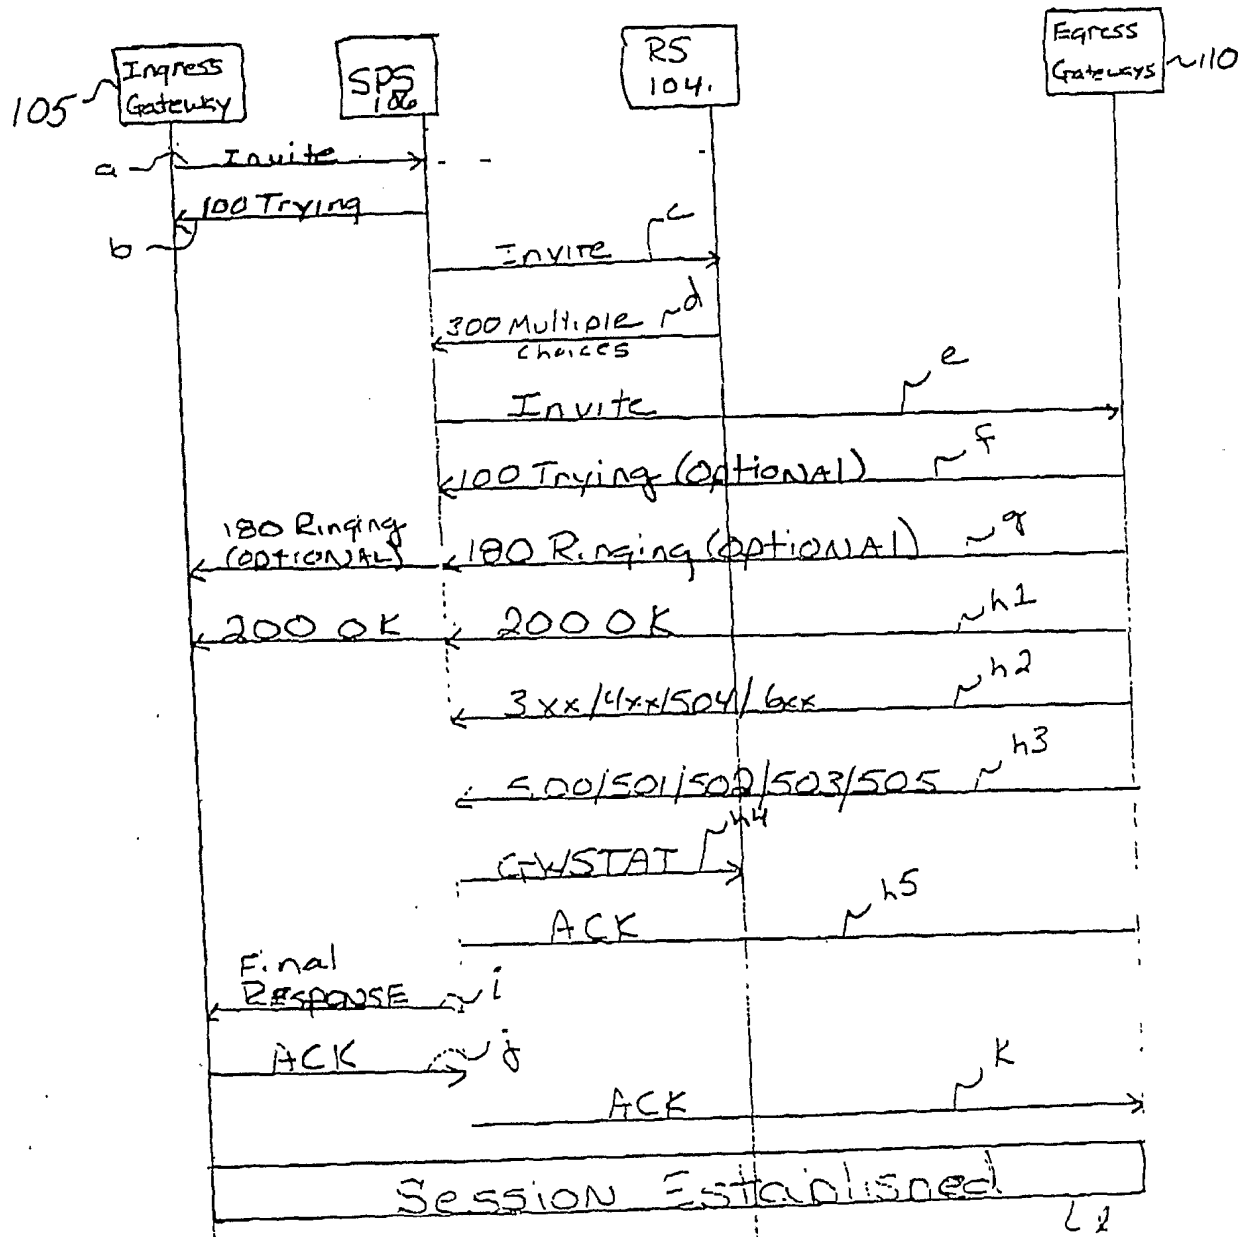 Ingress
Gateway
105
SPS
106
RS
104.
Egress
Gateways
110
a
Invite
100 Trying
b
Invite
c
300 Multiple
choices
d
Invite
e
100 Trying (OPTIONAL)
f
180 Ringing
(OPTIONAL)
180 Ringing (OPTIONAL)
g
200 OK
200 OK
h1
3xx/4xx/504/6xx
h2
500/501/502/503/505
h3
GWSTAT
h4
ACK
h5
Final
RESPONSE
i
ACK
j
ACK
k
Session Established
l